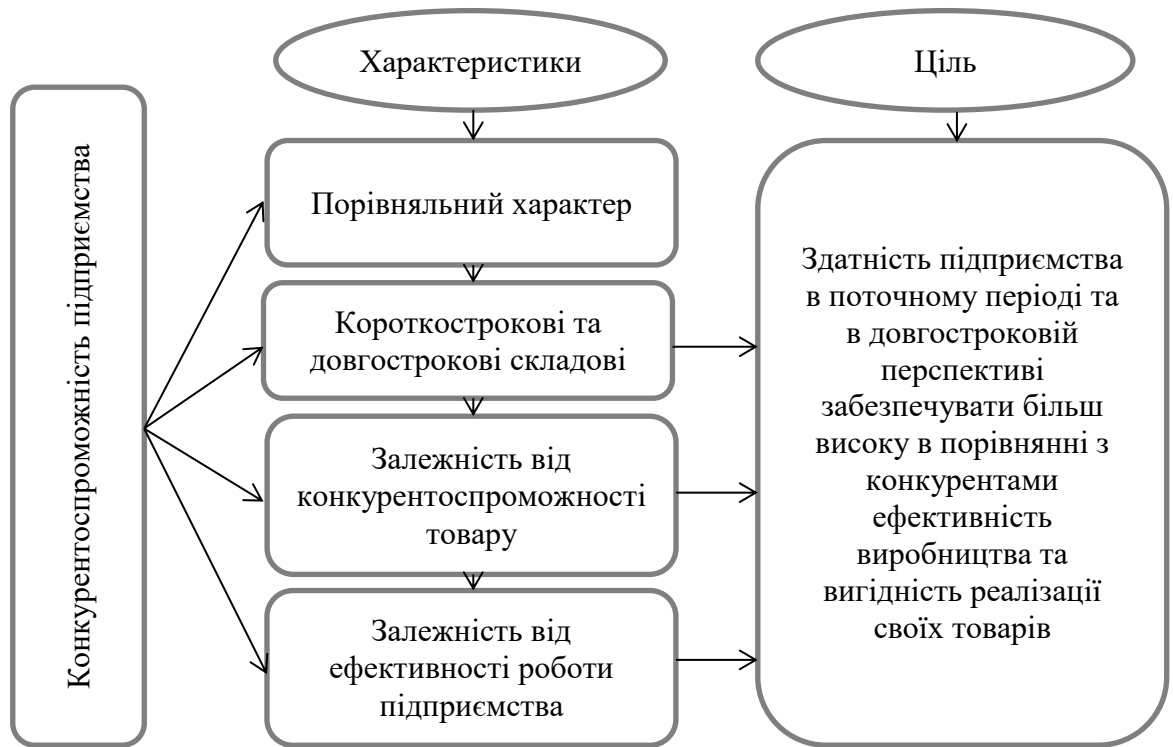 Характеристики
Ціль
Конкурентоспроможність підприємства
Порівняльний характер
Короткострокові та
довгострокові складові
Залежність від
конкурентоспроможності
товару
Залежність від
ефективності роботи
підприємства
Здатність підприємства
в поточному періоді та
в довгостроковій
перспективі
забезпечувати більш
високу в порівнянні з
конкурентами
ефективність
виробництва та
вигідність реалізації
своїх товарів